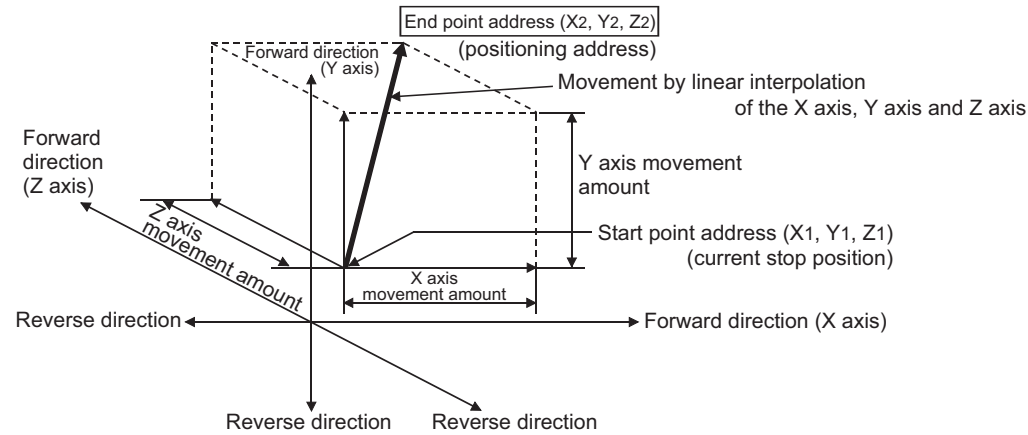 End point address (X2, Y2, Z2)
(positioning address)
Forward direction
(Y axis)
Movement by linear interpolation
of the X axis, Y axis and Z axis
Forward
direction
(Z axis)
Y axis movement
amount
Z axis
movement amount
Start point address (X1, Y1, Z1)
(current stop position)
X axis
movement amount
Reverse direction
Forward direction (X axis)
Reverse direction
Reverse direction